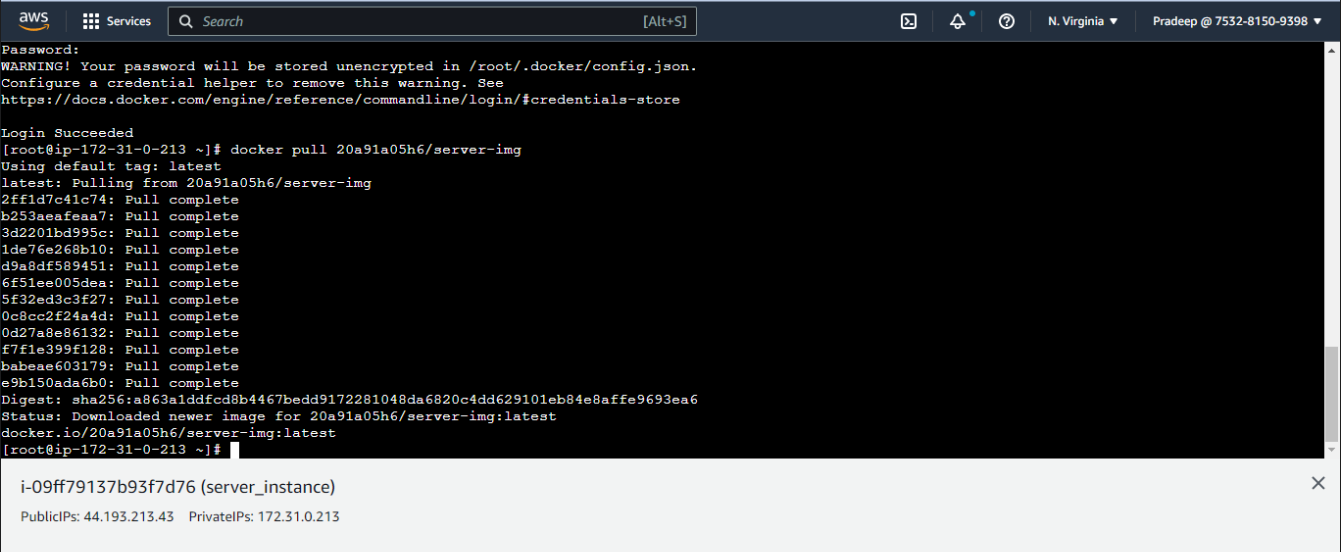 aws
Services
Search
[Alt+S]
N. Virginia
Pradeep @ 7532-8150-9398
Password:
WARNING! Your password will be stored unencrypted in /root/.docker/config.json.
Configure a credential helper to remove this warning. See
https://docs.docker.com/engine/reference/commandline/login/#credentials-store
Login Succeeded
[root@ip-172-31-0-213 ~]# docker pull 20a91a05h6/server-img
Using default tag: latest
latest: Pulling from 20a91a05h6/server-img
2ff1d7c41c74: Pull complete
b253aeafeaa7: Pull complete
3d2201bd995c: Pull complete
1de76e268b10: Pull complete
d9a8df589451: Pull complete
6f51ee005dea: Pull complete
5f32ed3c3f27: Pull complete
0c8cc2f24a4d: Pull complete
0d27a8e86132: Pull complete
f7f1e399f128: Pull complete
babeae603179: Pull complete
e9b150ada6b0: Pull complete
Digest: sha256:a863a1ddfcd8b4467bedd9172281048da6820c4dd629101eb84e8affe9693ea6
Status: Downloaded newer image for 20a91a05h6/server-img:latest
docker.io/20a91a05h6/server-img:latest
[root@ip-172-31-0-213 ~]#
i-09ff79137b93f7d76 (server_instance)
PublicIPs: 44.193.213.43 PrivateIPs: 172.31.0.213